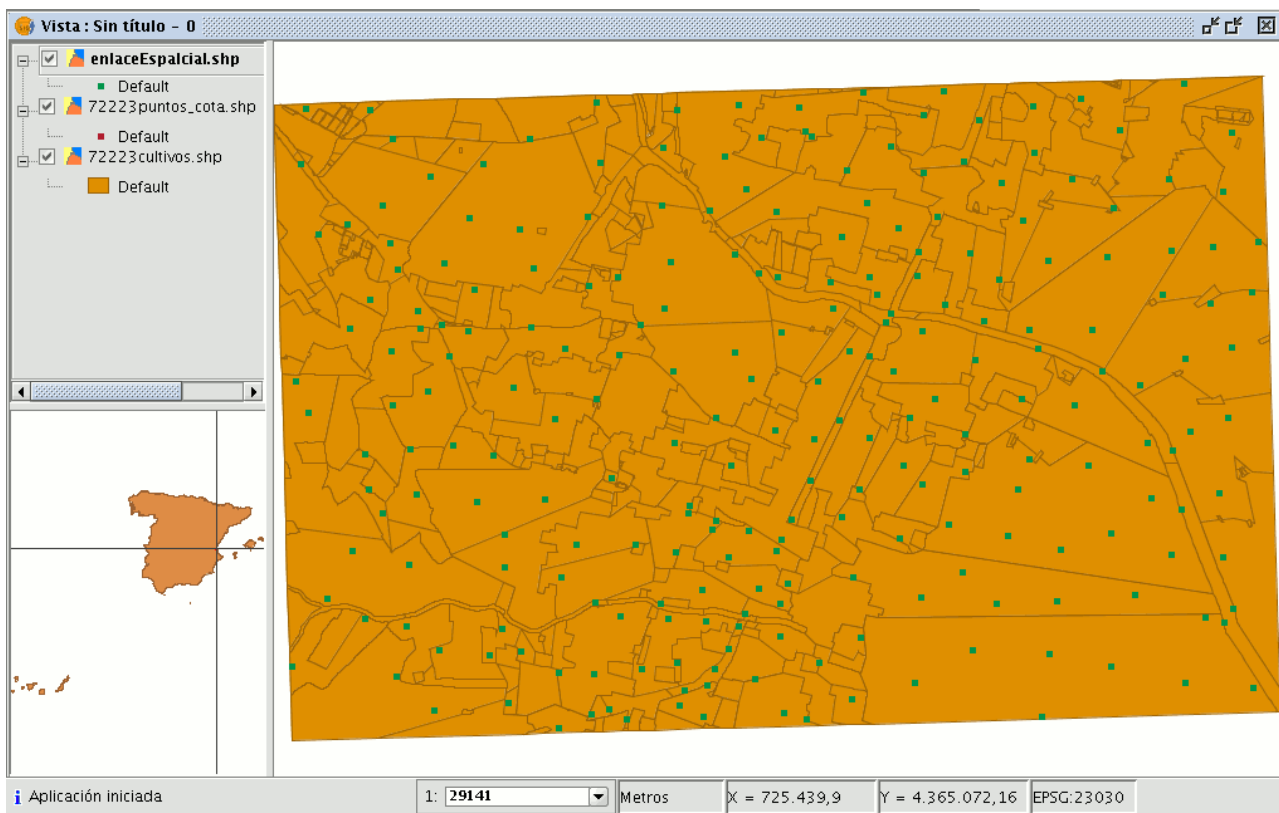 Vista : Sin título - 0
enlaceEspalcial.shp
Default
72223puntos_cota.shp
Default
72223cultivos.shp
Default
Aplicación iniciada
1: 29141
Metros
X = 725.439,9
Y = 4.365.072,16
EPSG:23030